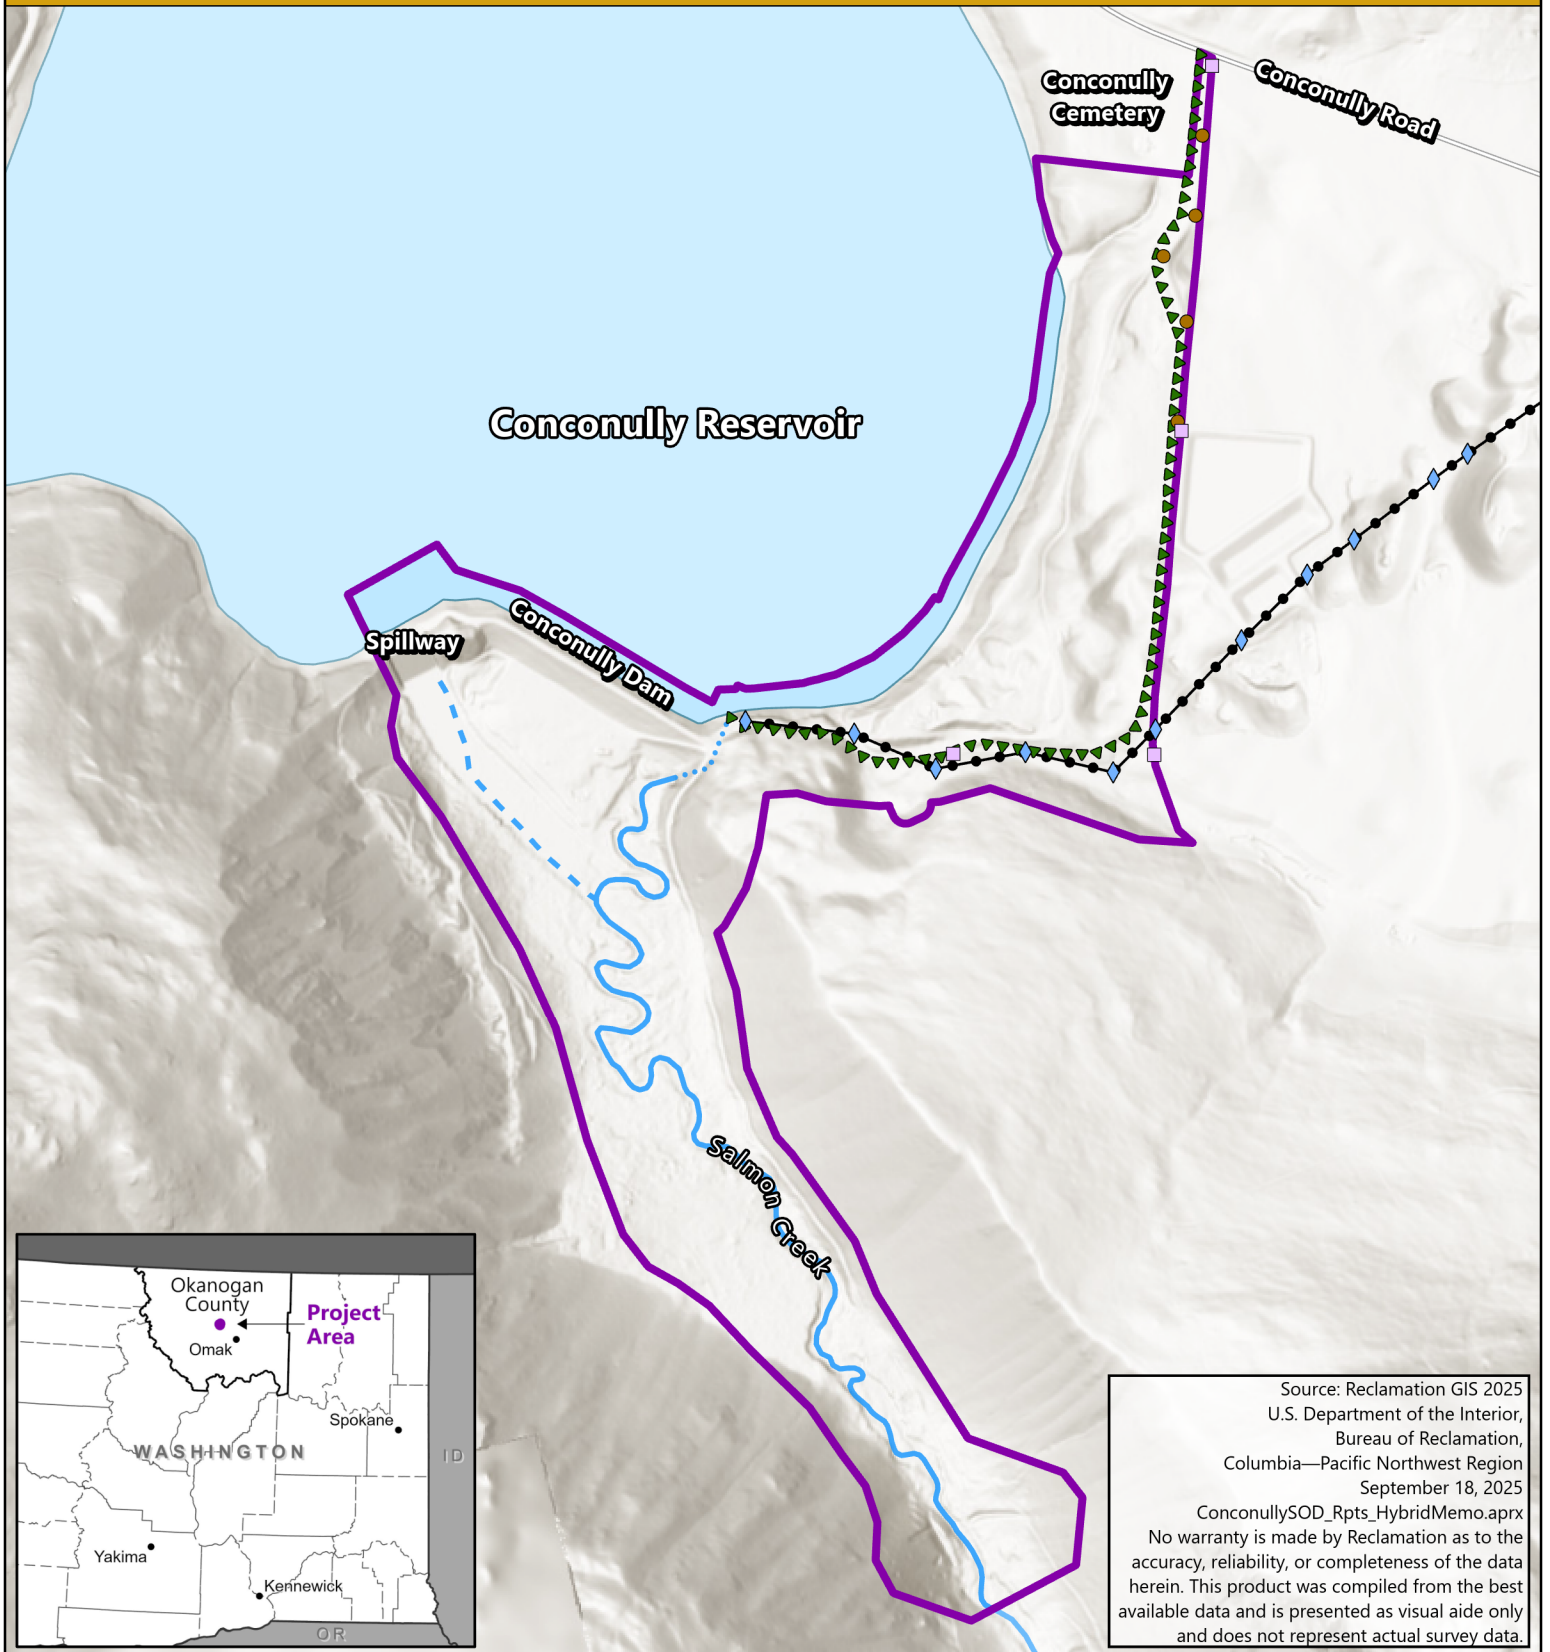 Conconully
Cemetery
Conconully Road
Conconully Reservoir
Spillway
Conconully Dam
Salmon
Creek
Okanogan
County
Project
Area
Omak
Spokane
WASHINGTON
ID
Yakima
Kennewick
OR
Source: Reclamation GIS 2025
U.S. Department of the Interior,
Bureau of Reclamation,
Columbia—Pacific Northwest Region
September 18, 2025
ConconullySOD_Rpts_HybridMemo.aprx
No warranty is made by Reclamation as to the
accuracy, reliability, or completeness of the data
herein. This product was compiled from the best
available data and is presented as visual aide only
and does not represent actual survey data.